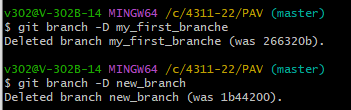 v302@V-302B-14 MINGW64 /c/4311-22/PAV (master)
$ git branch -D my_first_branche
Deleted branch my_first_branche (was 266320b).
v302@V-302B-14 MINGW64 /c/4311-22/PAV (master)
$ git branch -D new_branch
Deleted branch new_branch (was 1b44200).